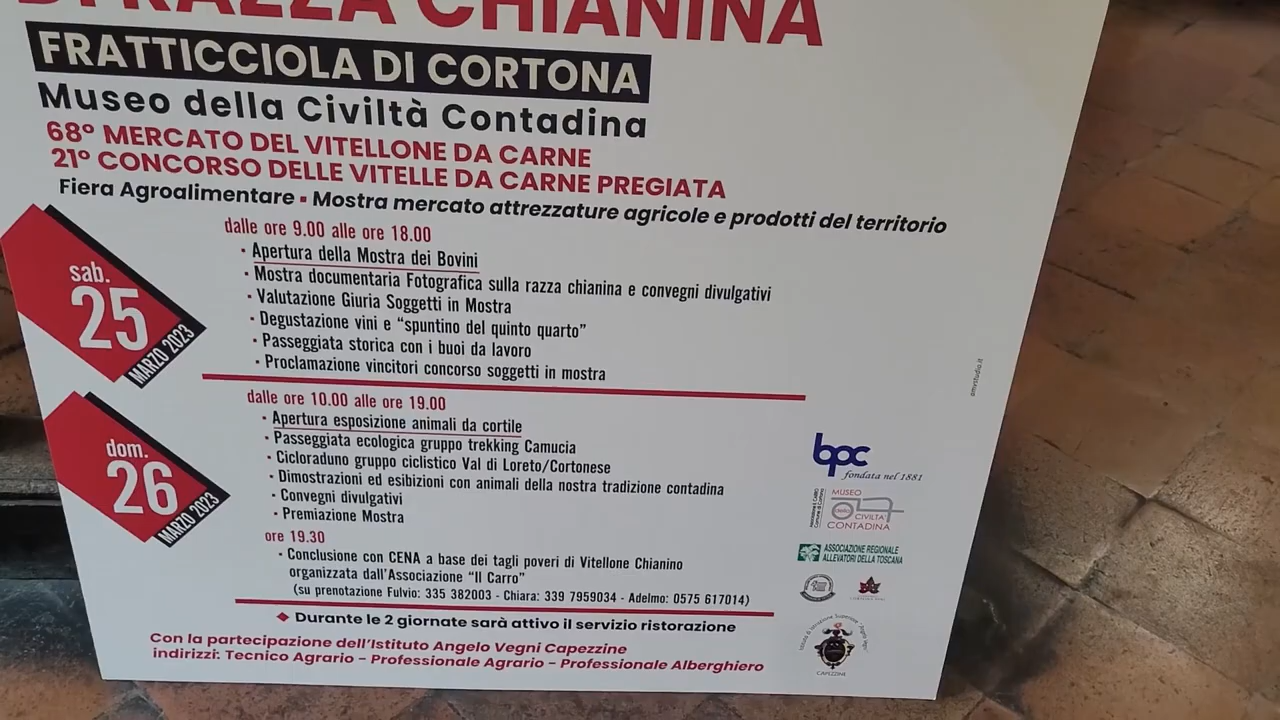 DI RAZZA CHIANINA
FRATTICCIOLA DI CORTONA
Museo della Civiltà Contadina
68° MERCATO DEL VITELLONE DA CARNE
21° CONCORSO DELLE VITELLE DA CARNE PREGIATA
Fiera Agroalimentare ▪ Mostra mercato attrezzature agricole e prodotti del territorio
sab.
25
MARZO 2023
dalle ore 9.00 alle ore 18.00
· Apertura della Mostra dei Bovini
· Mostra documentaria Fotografica sulla razza chianina e convegni divulgativi
· Valutazione Giuria Soggetti in Mostra
· Degustazione vini e “spuntino del quinto quarto”
· Passeggiata storica con i buoi da lavoro
· Proclamazione vincitori concorso soggetti in mostra
dom.
26
MARZO 2023
dalle ore 10.00 alle ore 19.00
· Apertura esposizione animali da cortile
· Passeggiata ecologica gruppo trekking Camucia
· Cicloraduno gruppo ciclistico Val di Loreto/Cortonese
· Dimostrazioni ed esibizioni con animali della nostra tradizione contadina
· Convegni divulgativi
· Premiazione Mostra
ore 19.30
· Conclusione con CENA a base dei tagli poveri di Vitellone Chianino
organizzata dall’Associazione “Il Carro”
(su prenotazione Fulvio: 335 382003 - Chiara: 339 7959034 - Adelmo: 0575 617014)
❖ Durante le 2 giornate sarà attivo il servizio ristorazione
Con la partecipazione dell’Istituto Angelo Vegni Capezzine
indirizzi: Tecnico Agrario – Professionale Agrario – Professionale Alberghiero
bpc
fondata nel 1881
MUSEO
della
CIVILTÀ
CONTADINA
ASSOCIAZIONE REGIONALE
ALLEVATORI DELLA TOSCANA
CAPEZZINE